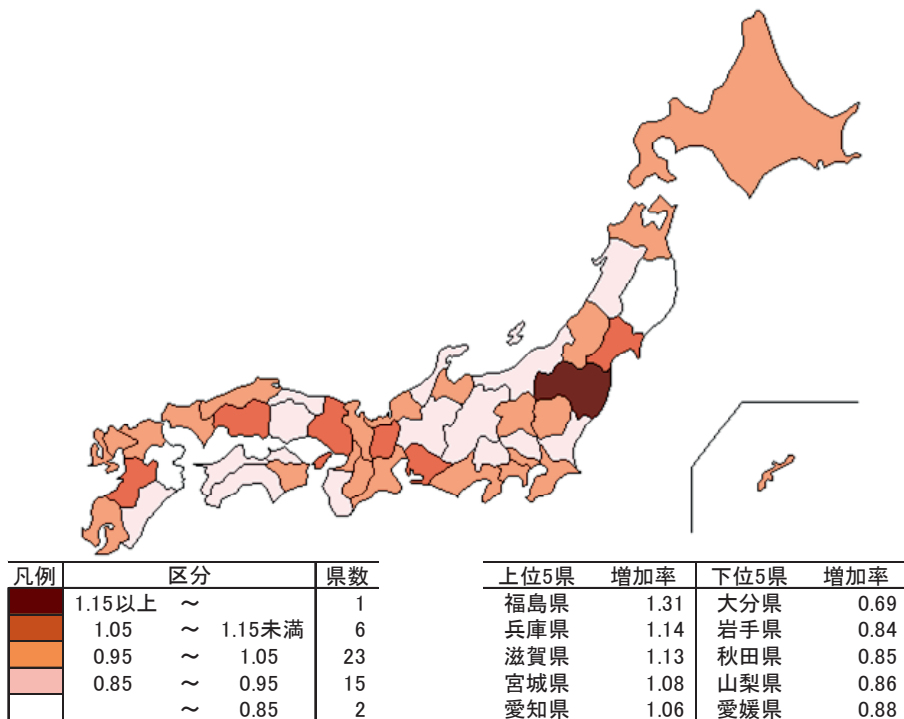 凡例 区分 県数
1.15以上 ～ 1
1.05 ～ 1.15未満 6
0.95 ～ 1.05 23
0.85 ～ 0.95 15
～ 0.85 2
上位5県 増加率 下位5県 増加率
福島県 1.31 大分県 0.69
兵庫県 1.14 岩手県 0.84
滋賀県 1.13 秋田県 0.85
宮城県 1.08 山梨県 0.86
愛知県 1.06 愛媛県 0.88